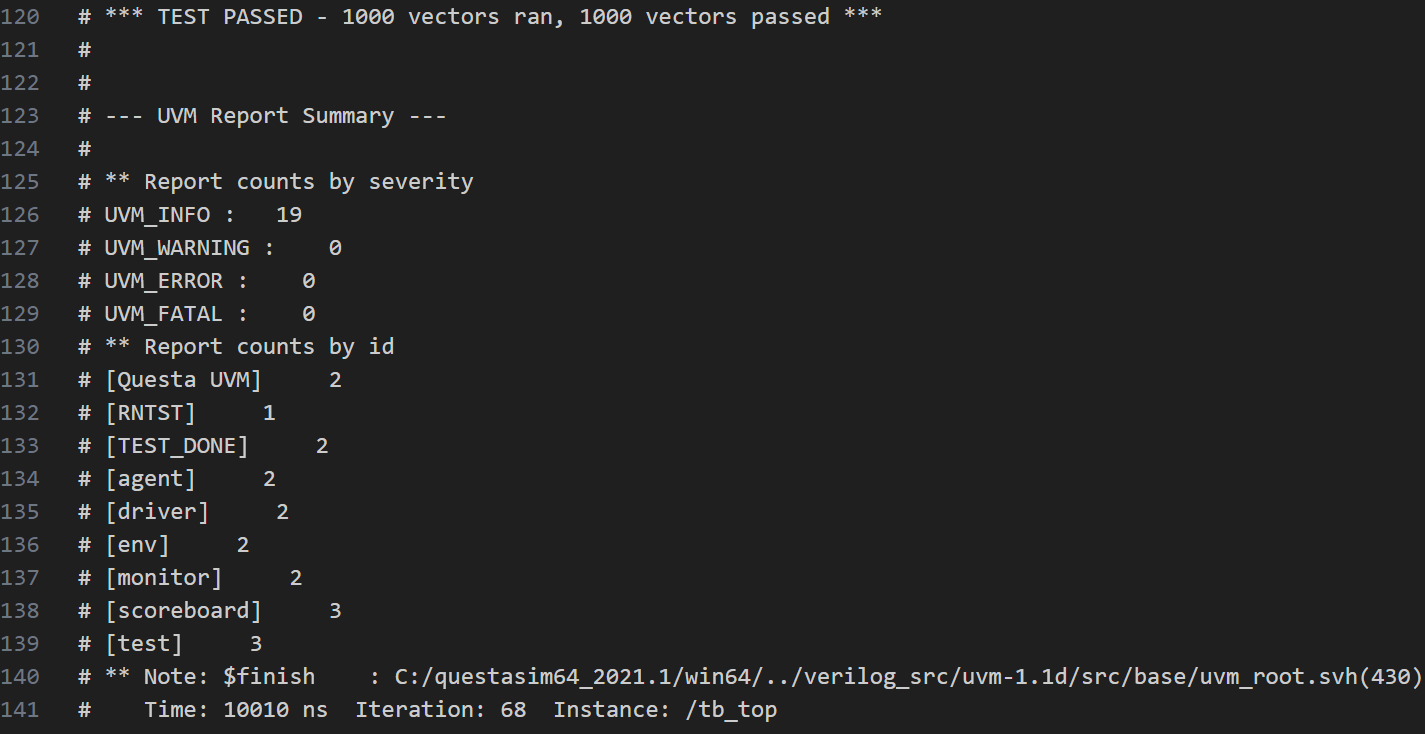 120 # *** TEST PASSED - 1000 vectors ran, 1000 vectors passed ***
121 #
122 #
123 # --- UVM Report Summary ---
124 #
125 # ** Report counts by severity
126 # UVM_INFO :   19
127 # UVM_WARNING :    0
128 # UVM_ERROR :    0
129 # UVM_FATAL :    0
130 # ** Report counts by id
131 # [Questa UVM]     2
132 # [RNTST]     1
133 # [TEST_DONE]     2
134 # [agent]     2
135 # [driver]     2
136 # [env]     2
137 # [monitor]     2
138 # [scoreboard]     3
139 # [test]     3
140 # ** Note: $finish    : C:/questasim64_2021.1/win64/../verilog_src/uvm-1.1d/src/base/uvm_root.svh(430)
141 #    Time: 10010 ns  Iteration: 68  Instance: /tb_top